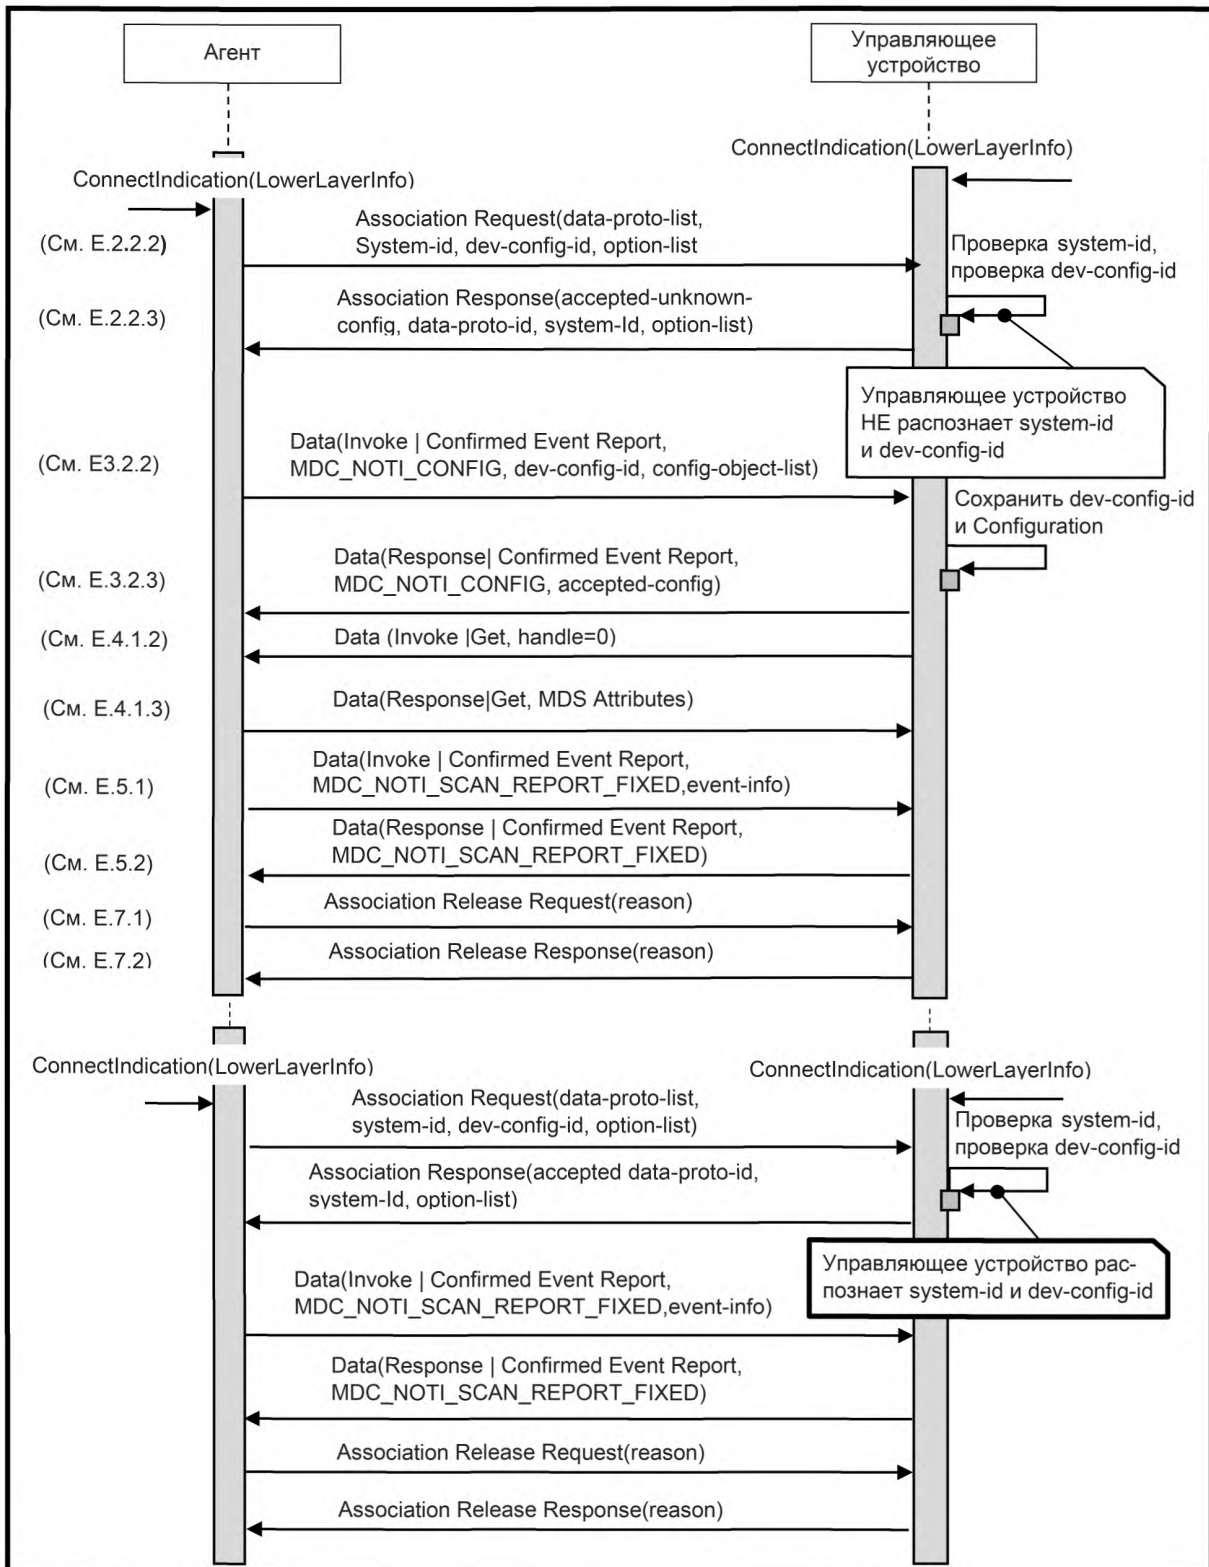 Агент
Управляющее
устройство
ConnectIndication(LowerLayerInfo)
ConnectIndication(LowerLayerInfo)
(См. Е.2.2.2)
Association Request(data-proto-list,
System-id, dev-config-id, option-list
Проверка system-id,
проверка dev-config-id
(См. Е.2.2.3)
Association Response(accepted-unknown-
config, data-proto-id, system-Id, option-list)
Управляющее устройство
НЕ распознает system-id
и dev-config-id
(См. Е3.2.2)
Data(Invoke | Confirmed Event Report,
MDC_NOTI_CONFIG, dev-config-id, config-object-list)
Сохранить dev-config-id
и Configuration
(См. Е.3.2.3)
Data(Response| Confirmed Event Report,
MDC_NOTI_CONFIG, accepted-config)
(См. Е.4.1.2)
Data (Invoke |Get, handle=0)
(См. Е.4.1.3)
Data(Response|Get, MDS Attributes)
(См. Е.5.1)
Data(Invoke | Confirmed Event Report,
MDC_NOTI_SCAN_REPORT_FIXED,event-info)
(См. Е.5.2)
Data(Response | Confirmed Event Report,
MDC_NOTI_SCAN_REPORT_FIXED)
(См. Е.7.1)
Association Release Request(reason)
(См. Е.7.2)
Association Release Response(reason)
ConnectIndication(LowerLayerInfo)
ConnectIndication(LowerLayerInfo)
Association Request(data-proto-list,
system-id, dev-config-id, option-list)
Проверка system-id,
проверка dev-config-id
Association Response(accepted data-proto-id,
system-Id, option-list)
Управляющее устройство рас-
познает system-id и dev-config-id
Data(Invoke | Confirmed Event Report,
MDC_NOTI_SCAN_REPORT_FIXED,event-info)
Data(Response | Confirmed Event Report,
MDC_NOTI_SCAN_REPORT_FIXED)
Association Release Request(reason)
Association Release Response(reason)